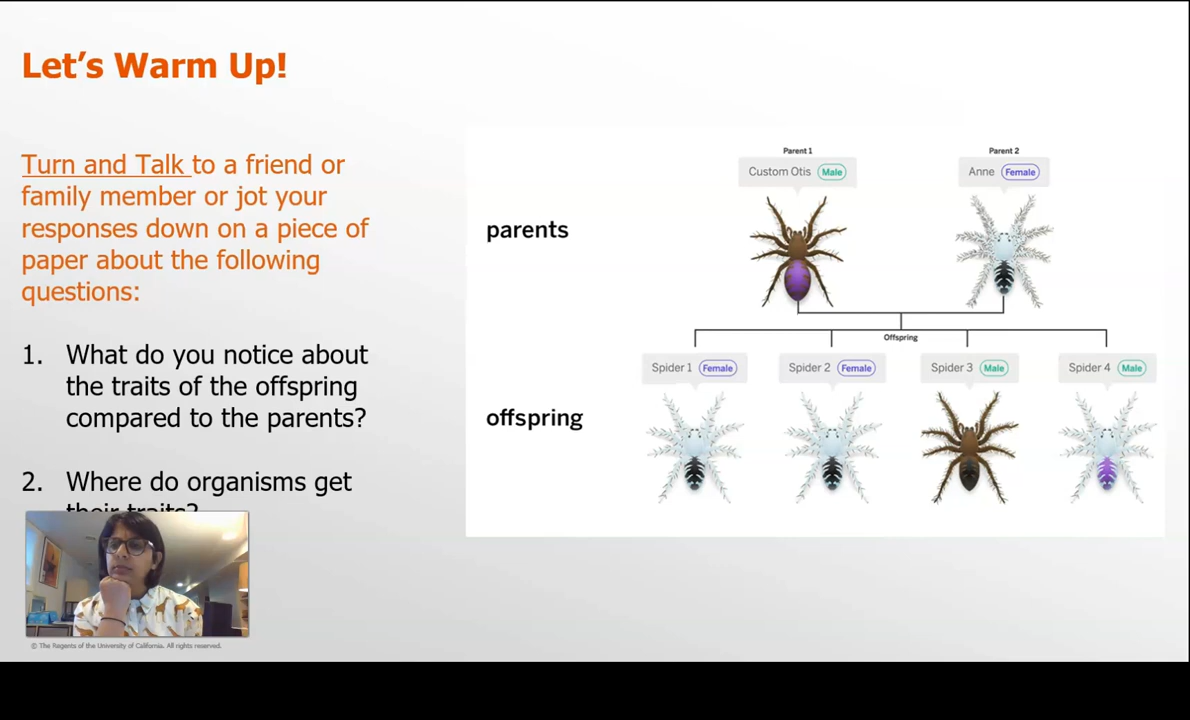 Let's Warm Up!
Turn and Talk to a friend or
family member or jot your
responses down on a piece of
paper about the following
questions:
1. What do you notice about
the traits of the offspring
compared to the parents?
2. Where do organisms get
their traits?
© The Regents of the University of California. All rights reserved.
Parent 1
Parent 2
Custom Otis Male
Anne Female
parents
Offspring
Spider 1 Female
Spider 2 Female
Spider 3 Male
Spider 4 Male
offspring